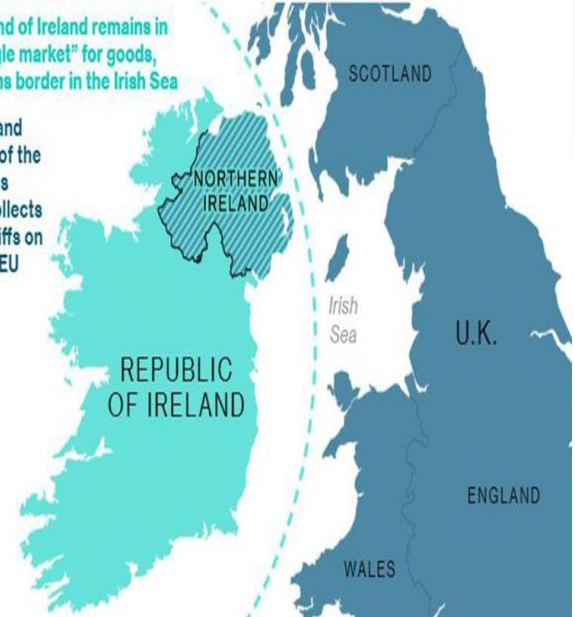 nd of Ireland remains in
le market” for goods,
ns border in the Irish Sea
and
of the
s
ollects
iffs on
EU
SCOTLAND
NORTHERN
IRELAND
Irish
Sea
U.K.
REPUBLIC
OF IRELAND
ENGLAND
WALES